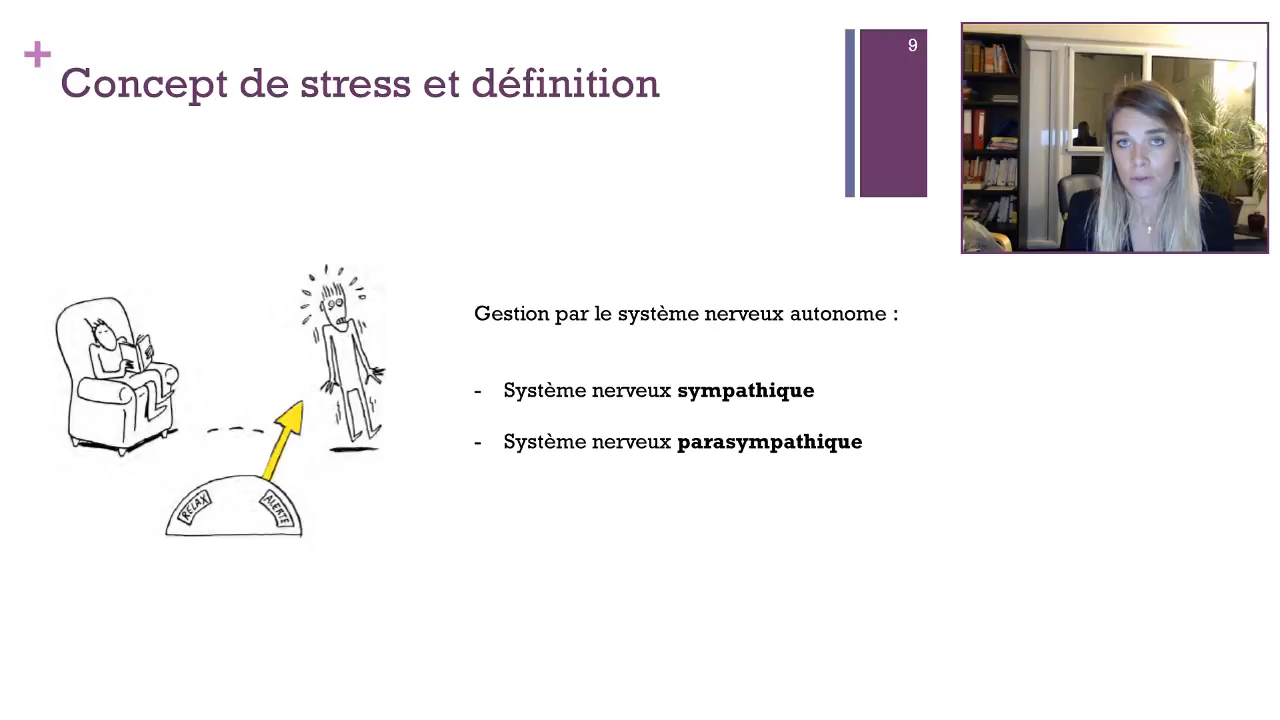 +
Concept de stress et définition
9
Gestion par le système nerveux autonome :
- Système nerveux sympathique
- Système nerveux parasympathique
RELAX
ALERTE